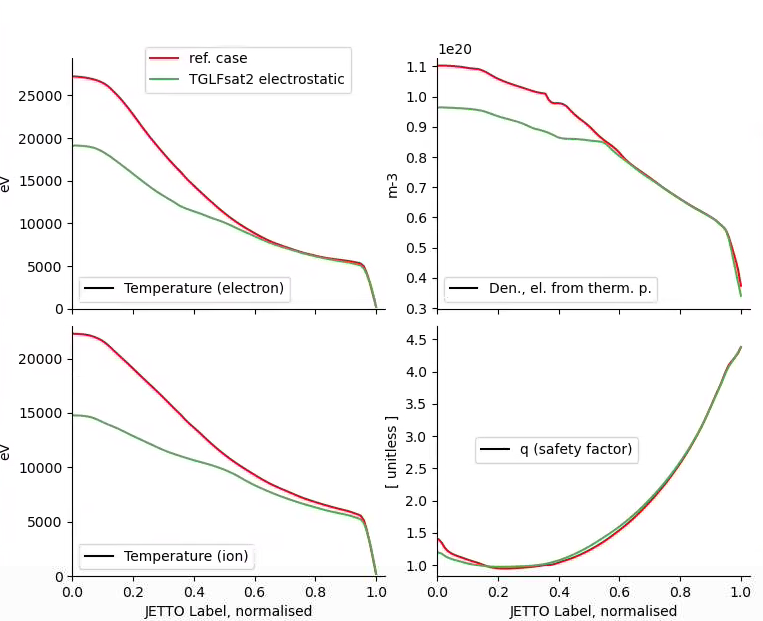 ref. case
TGLFsat2 electrostatic
25000
20000
15000
10000
5000
0
eV
Temperature (electron)
1e20
1.1
1.0
0.9
0.8
0.7
0.6
0.5
0.4
0.3
m-3
Den., el. from therm. p.
20000
15000
10000
5000
0
eV
Temperature (ion)
0.0 0.2 0.4 0.6 0.8 1.0
JETTO Label, normalised
4.5
4.0
3.5
3.0
2.5
2.0
1.5
1.0
[ unitless ]
q (safety factor)
0.0 0.2 0.4 0.6 0.8 1.0
JETTO Label, normalised